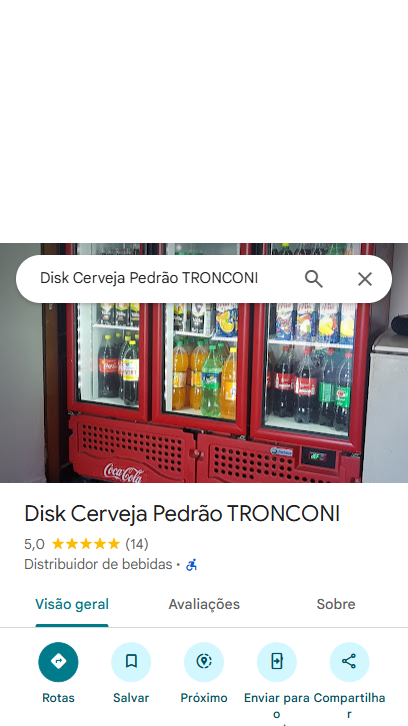 Disk Cerveja Pedrão TRONCONI
Coca-Cola
Disk Cerveja Pedrão TRONCONI
5,0 (14)
Distribuidor de bebidas ·
Visão geral Avaliações Sobre
Rotas Salvar Próximo Enviar para o Compartilhar